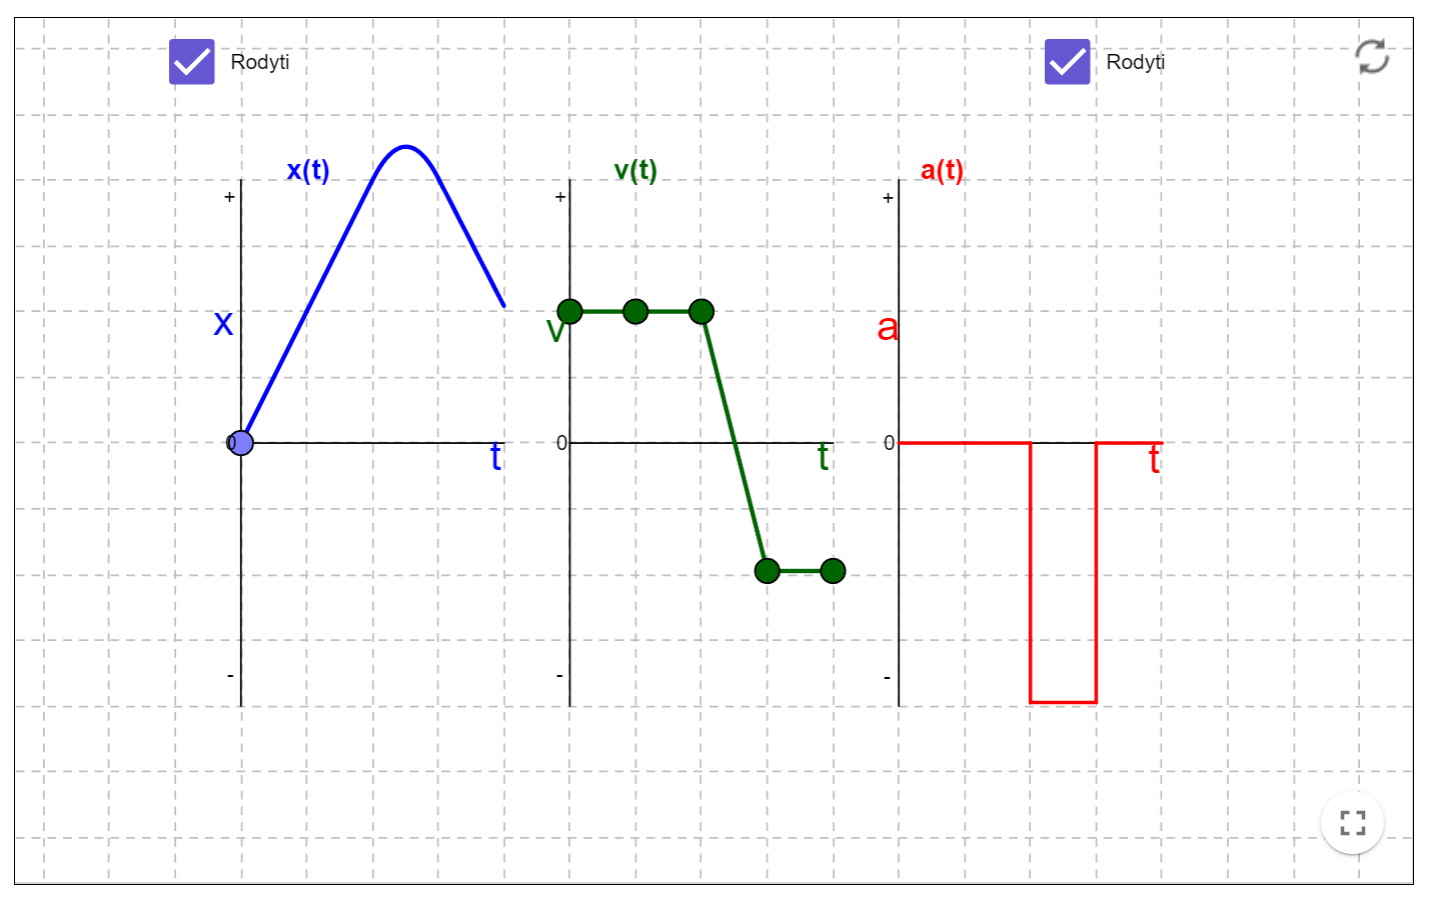 Rodyti
Rodyti
x(t)
v(t)
a(t)
+
+
+
x
v
a
0
0
0
t
t
t
-
-
-